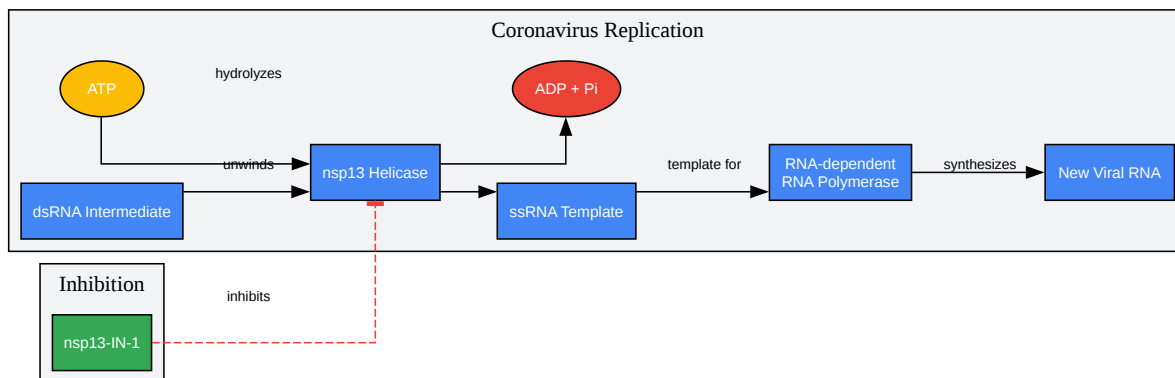 Coronavirus Replication
hydrolyzes
ATP
ADP + Pi
unwinds
nsp13 Helicase
template for
RNA-dependent
RNA Polymerase
synthesizes
New Viral RNA
dsRNA Intermediate
ssRNA Template
Inhibition
inhibits
nsp13-IN-1